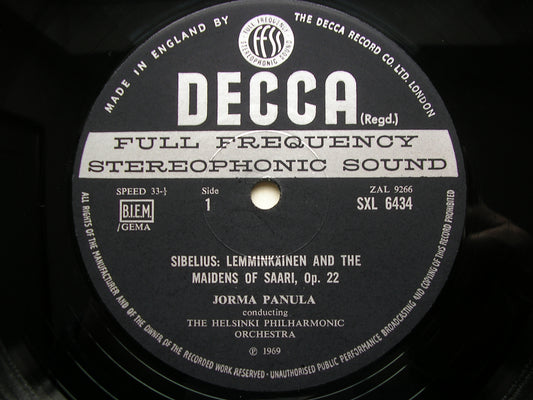 MADE IN ENGLAND BY THE DECCA RECORD CO. LTD. LONDON
FULL FREQUENCY
ffss
STEREOPHONIC SOUND
DECCA (Regd.)
FULL FREQUENCY
STEREOPHONIC SOUND
SPEED 33-⅓ Side ZAL 9266
1 SXL 6434
B.I.E.M.
/GEMA
SIBELIUS: LEMMINKÄINEN AND THE
MAIDENS OF SAARI, Op. 22
JORMA PANULA
conducting
THE HELSINKI PHILHARMONIC
ORCHESTRA
℗ 1969
ALL RIGHTS OF THE MANUFACTURER AND OF THE OWNER OF THE RECORDED WORK RESERVED · UNAUTHORISED PUBLIC PERFORMANCE BROADCASTING AND COPYING OF THIS RECORD PROHIBITED